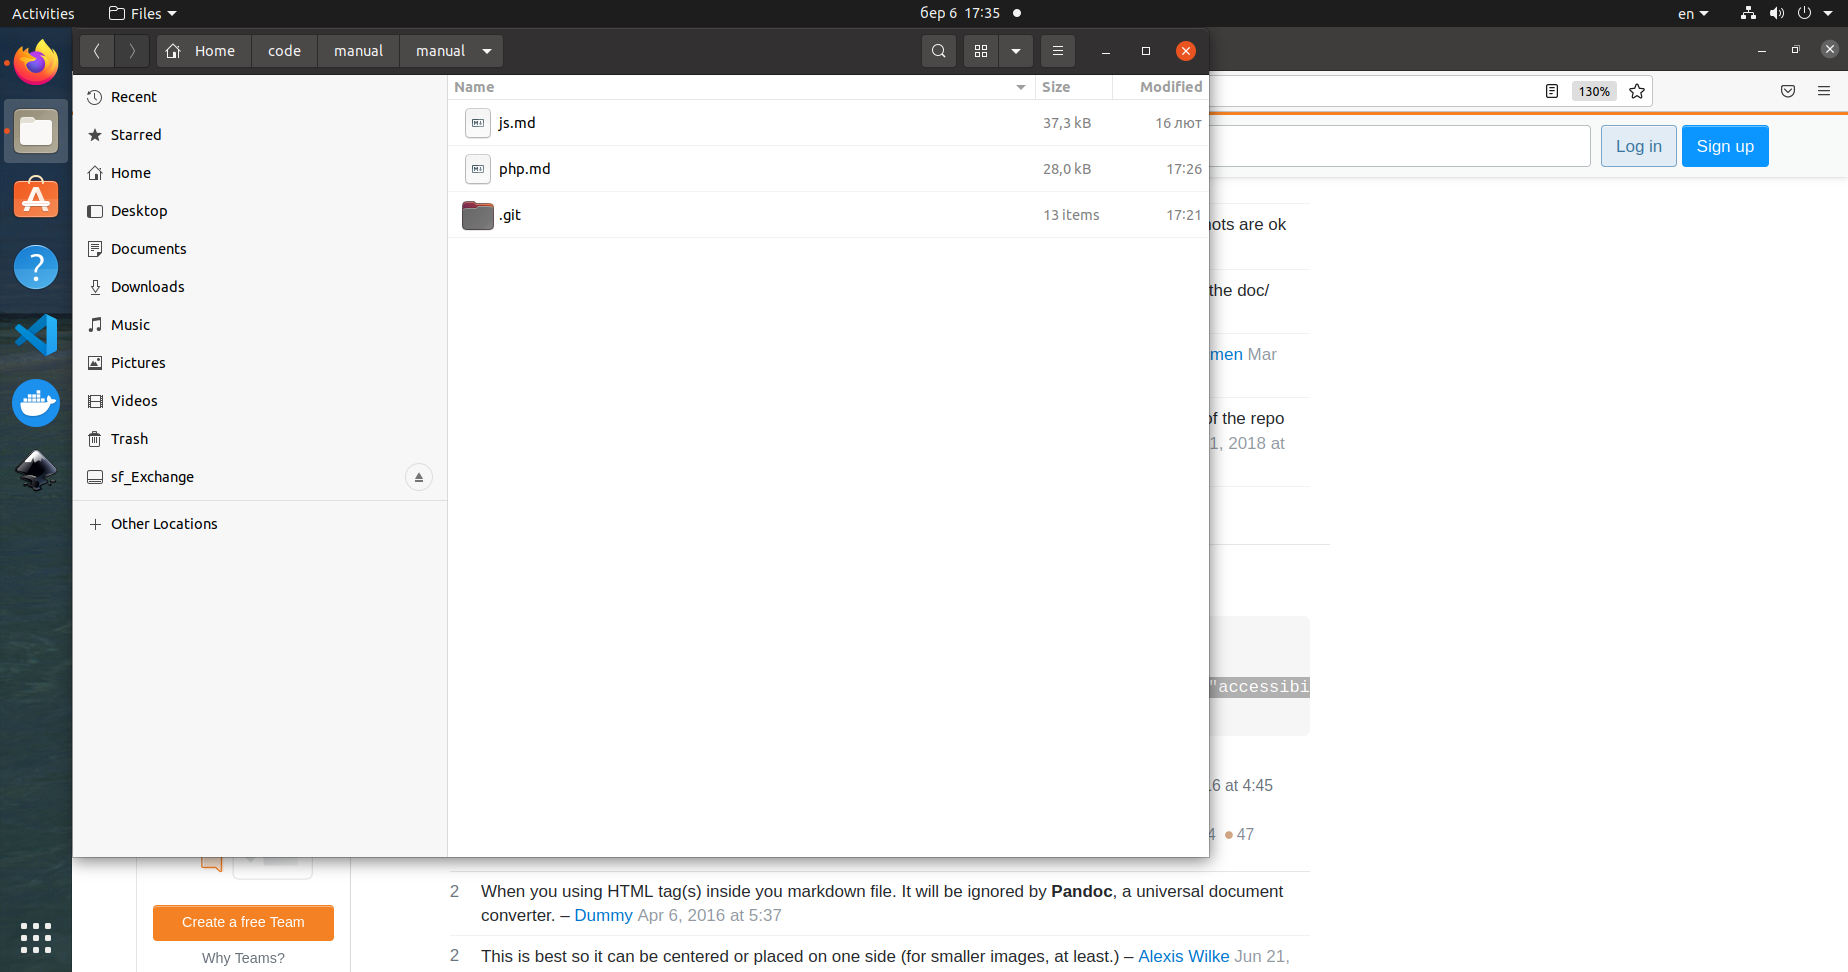 Activities
Files
бер 6 17:35
en
Home
code
manual
manual
130%
Recent
Starred
Home
Desktop
Documents
Downloads
Music
Pictures
Videos
Trash
sf_Exchange
Other Locations
Name Size Modified
js.md 37,3 kB 16 лют
php.md 28,0 kB 17:26
.git 13 items 17:21
Log in
Sign up
are ok
the doc/
men Mar
of the repo
1, 2018 at
"accessibi
16 at 4:45
4 47
2 When you using HTML tag(s) inside you markdown file. It will be ignored by Pandoc, a universal document
converter. – Dummy Apr 6, 2016 at 5:37
2 This is best so it can be centered or placed on one side (for smaller images, at least.) – Alexis Wilke Jun 21,
Create a free Team
Why Teams?